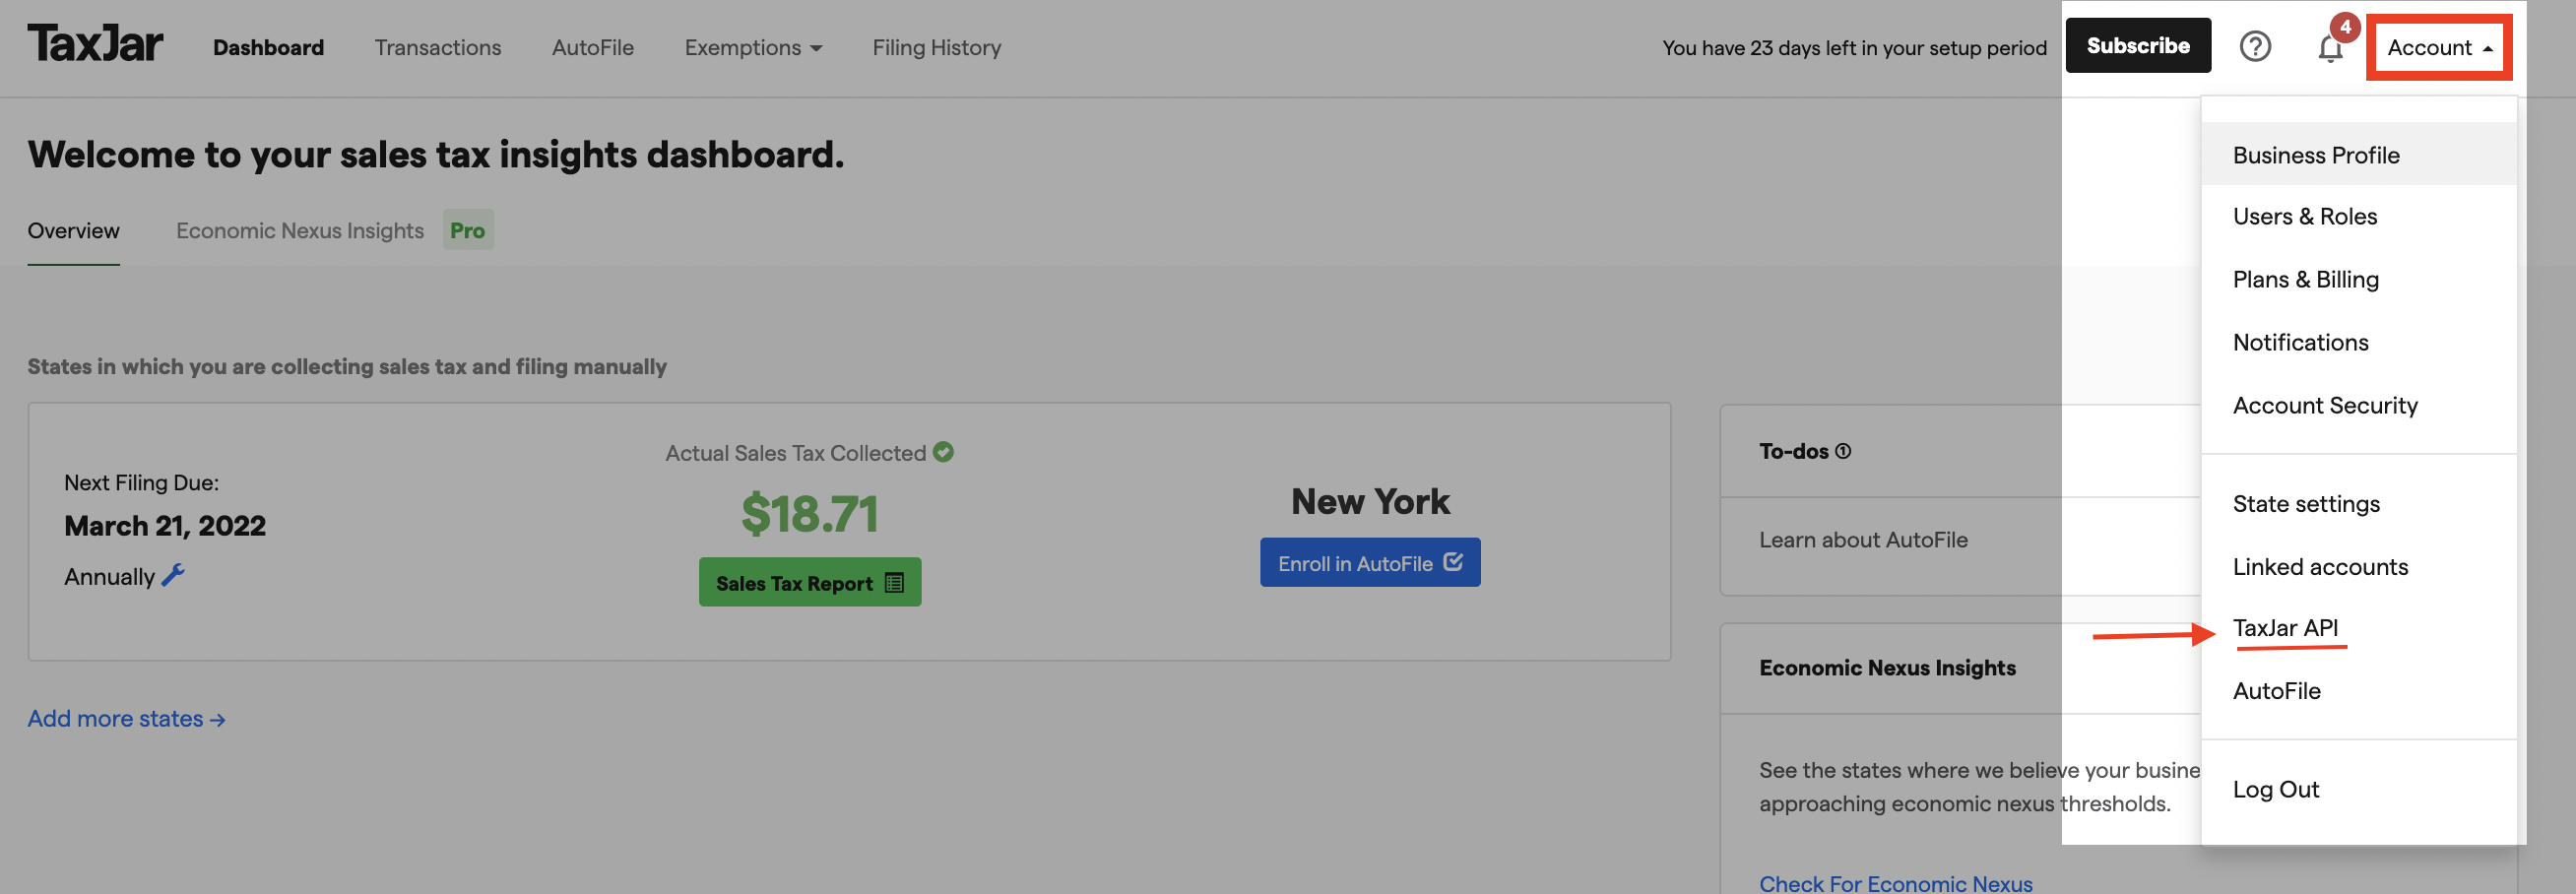 TaxJar Dashboard Transactions AutoFile Exemptions Filing History You have 23 days left in your setup period Subscribe 4 Account
Welcome to your sales tax insights dashboard.
Overview Economic Nexus Insights Pro
States in which you are collecting sales tax and filing manually
Next Filing Due:
March 21, 2022
Annually
Actual Sales Tax Collected
$18.71
Sales Tax Report
New York
Enroll in AutoFile
Add more states →
To-dos 1
Learn about AutoFile
Economic Nexus Insights
See the states where we believe your busine
approaching economic nexus thresholds.
Check For Economic Nexus
Business Profile
Users & Roles
Plans & Billing
Notifications
Account Security
State settings
Linked accounts
TaxJar API
AutoFile
Log Out